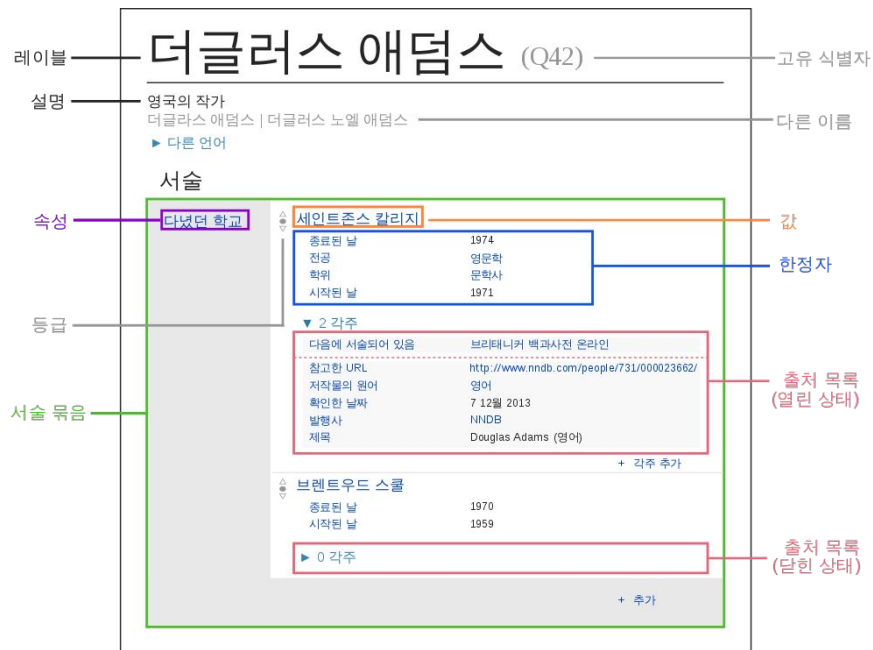 레이블
더글러스 애덤스 (Q42)
고유 식별자
설명
영국의 작가
더글라스 애덤스 | 더글러스 노엘 애덤스
다른 이름
► 다른 언어
서술
속성
다녔던 학교
세인트존스 칼리지
값
종료된 날 1974
전공 영문학
학위 문학사
시작된 날 1971
한정자
등급
▼ 2 각주
다음에 서술되어 있음 브리태니커 백과사전 온라인
참고한 URL http://www.nndb.com/people/731/000023662/
저작물의 원어 영어
확인한 날짜 7 12월 2013
발행사 NNDB
제목 Douglas Adams (영어)
출처 목록
(열린 상태)
서술 묶음
+ 각주 추가
브렌트우드 스쿨
종료된 날 1970
시작된 날 1959
► 0 각주
출처 목록
(닫힌 상태)
+ 추가